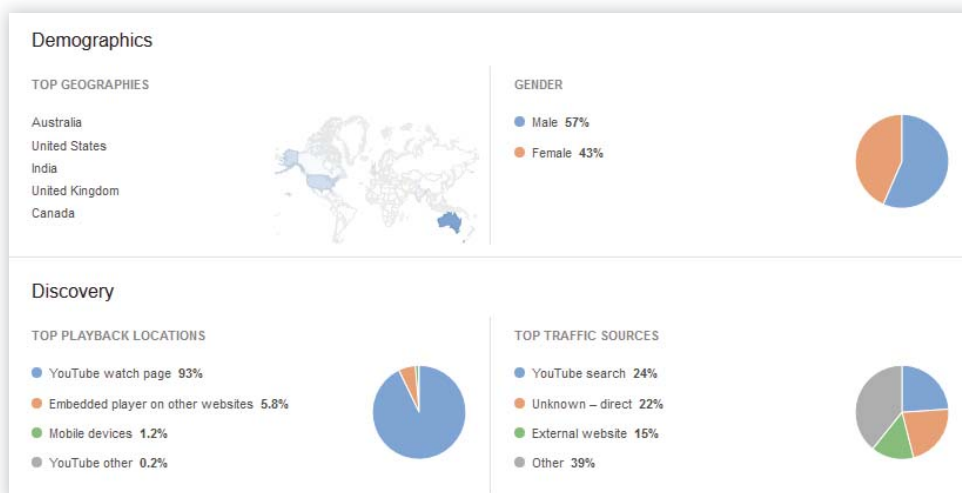 Demographics
TOP GEOGRAPHIES
Australia
United States
India
United Kingdom
Canada
GENDER
Male 57%
Female 43%
Discovery
TOP PLAYBACK LOCATIONS
YouTube watch page 93%
Embedded player on other websites 5.8%
Mobile devices 1.2%
YouTube other 0.2%
TOP TRAFFIC SOURCES
YouTube search 24%
Unknown – direct 22%
External website 15%
Other 39%